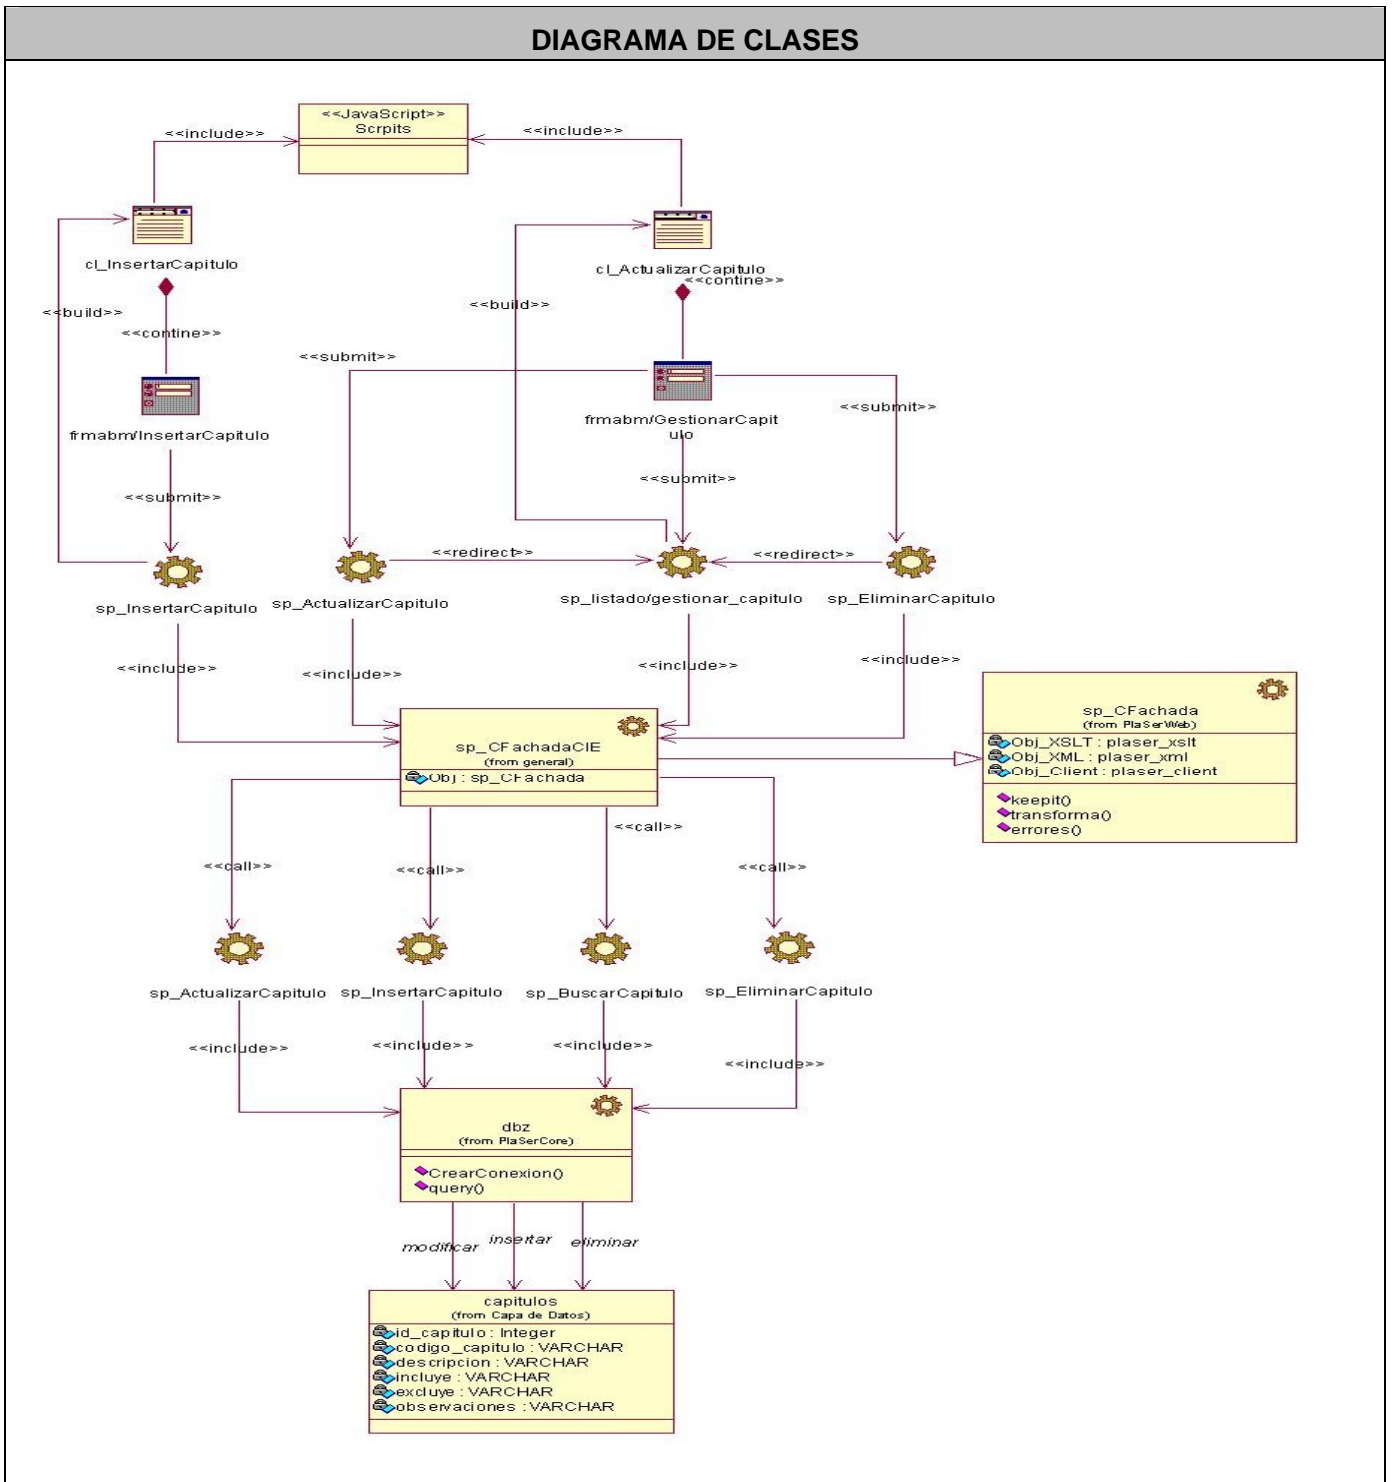 DIAGRAMA DE CLASES
<<JavaScript>>
Scrpits
<<include>>
<<include>>
cl_InsertarCapitulo
cl_ActualizarCapitulo
<<contine>>
<<build>>
<<build>>
<<contine>>
<<submit>>
<<submit>>
frmabm/InsertarCapitulo
frmabm/GestionarCapit
ulo
<<submit>>
<<submit>>
<<redirect>>
<<redirect>>
sp_InsertarCapitulo
sp_ActualizarCapitulo
sp_listado/gestionar_capitulo
sp_EliminarCapitulo
<<include>>
<<include>>
<<include>>
<<include>>
sp_CFachadaCIE
(from general)
Obj : sp_CFachada
sp_CFachada
(from PlaSerWeb)
Obj_XSLT : plaser_xslt
Obj_XML : plaser_xml
Obj_Client : plaser_client
keepit()
transforma()
errores()
<<call>>
<<call>>
<<call>>
<<call>>
sp_ActualizarCapitulo
sp_InsertarCapitulo
sp_BuscarCapitulo
sp_EliminarCapitulo
<<include>>
<<include>>
<<include>>
<<include>>
dbz
(from PlaSerCore)
CrearConexion()
query()
modificar
insertar
eliminar
capitulos
(from Capa de Datos)
id_capitulo : Integer
codigo_capitulo : VARCHAR
descripcion : VARCHAR
incluye : VARCHAR
excluye : VARCHAR
observaciones : VARCHAR